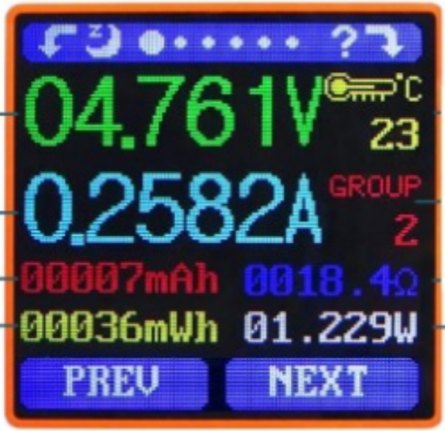 z ?
04.761V °C
23
0.2582A GROUP
2
00007mAh 0018.4Ω
00036mWh 01.229W
PREV NEXT